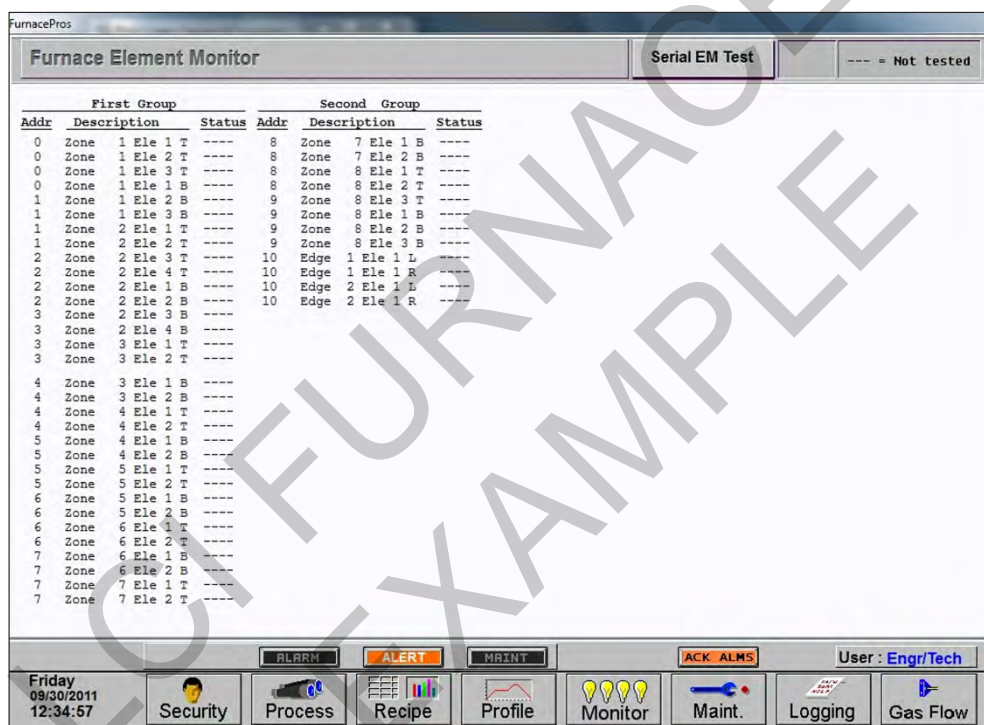 FurnacePros
Furnace Element Monitor
Serial EM Test
--- = Not tested
First Group
Addr Description Status
0 Zone 1 Ele 1 T ----
0 Zone 1 Ele 2 T ----
0 Zone 1 Ele 3 T ----
0 Zone 1 Ele 1 B ----
1 Zone 1 Ele 2 B ----
1 Zone 1 Ele 3 B ----
1 Zone 2 Ele 1 T ----
1 Zone 2 Ele 2 T ----
2 Zone 2 Ele 3 T ----
2 Zone 2 Ele 4 T ----
2 Zone 2 Ele 1 B ----
2 Zone 2 Ele 2 B ----
3 Zone 2 Ele 3 B ----
3 Zone 2 Ele 4 B ----
3 Zone 3 Ele 1 T ----
3 Zone 3 Ele 2 T ----
4 Zone 3 Ele 1 B ----
4 Zone 3 Ele 2 B ----
4 Zone 4 Ele 1 T ----
4 Zone 4 Ele 2 T ----
5 Zone 4 Ele 1 B ----
5 Zone 4 Ele 2 B ----
5 Zone 5 Ele 1 T ----
5 Zone 5 Ele 2 T ----
6 Zone 5 Ele 1 B ----
6 Zone 5 Ele 2 B ----
6 Zone 6 Ele 1 T ----
6 Zone 6 Ele 2 T ----
7 Zone 6 Ele 1 B ----
7 Zone 6 Ele 2 B ----
7 Zone 7 Ele 1 T ----
7 Zone 7 Ele 2 T ----
Second Group
Addr Description Status
8 Zone 7 Ele 1 B ----
8 Zone 7 Ele 2 B ----
8 Zone 8 Ele 1 T ----
8 Zone 8 Ele 2 T ----
9 Zone 8 Ele 3 T ----
9 Zone 8 Ele 1 B ----
9 Zone 8 Ele 2 B ----
9 Zone 8 Ele 3 B ----
10 Edge 1 Ele 1 L ----
10 Edge 1 Ele 1 R ----
10 Edge 2 Ele 1 L ----
10 Edge 2 Ele 1 R ----
LCI FURNACE
EXAMPLE
ALARM ALERT MAINT ACK ALMS User : Engr/Tech
Friday
09/30/2011
12:34:57
Security Process Recipe Profile Monitor Maint. Logging Gas Flow